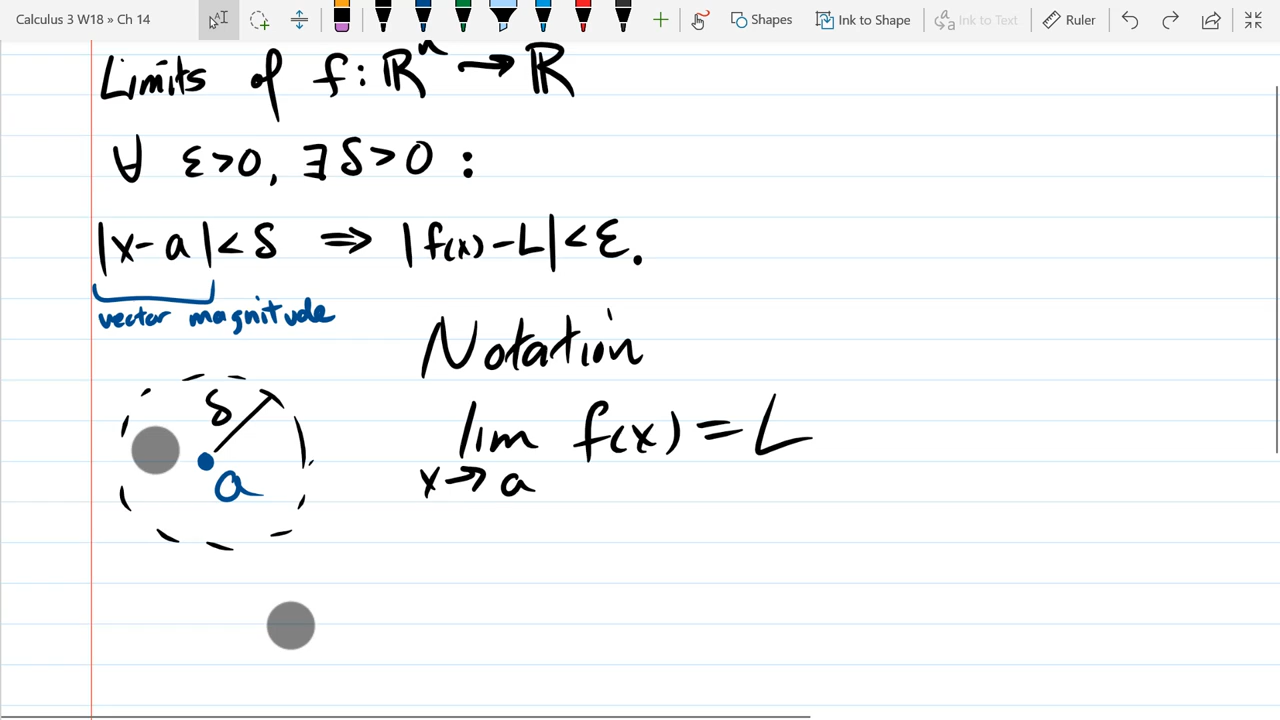 Calculus 3 W18 » Ch 14
Shapes
Ink to Shape
Ink to Text
Ruler
Limits of f: ℝⁿ → ℝ
∀ ε>0, ∃ δ>0 :
|x-a|<δ ⇒ |f(x)-L|<ε.
vector magnitude
Notation
δ
a
lim f(x) = L
x→a